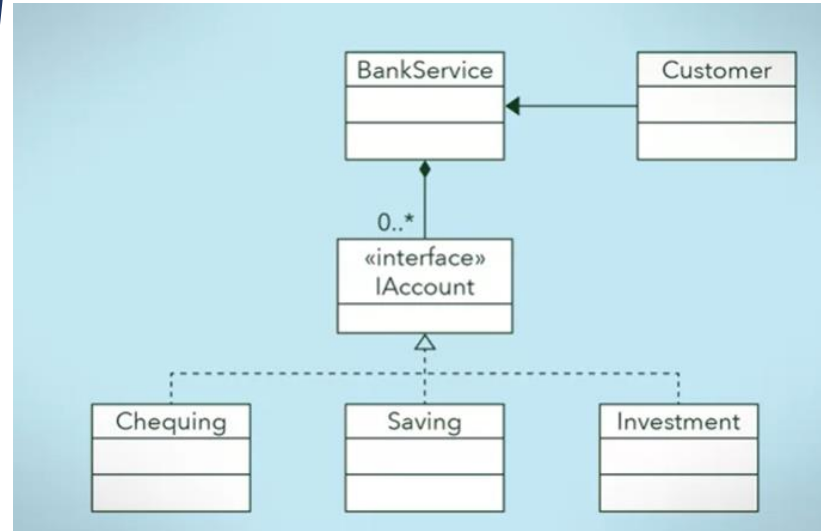 BankService
Customer
0..*
«interface»
IAccount
Chequing
Saving
Investment